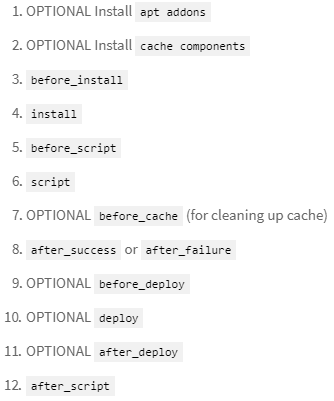 1. OPTIONAL Install apt addons
2. OPTIONAL Install cache components
3. before_install
4. install
5. before_script
6. script
7. OPTIONAL before_cache (for cleaning up cache)
8. after_success or after_failure
9. OPTIONAL before_deploy
10. OPTIONAL deploy
11. OPTIONAL after_deploy
12. after_script